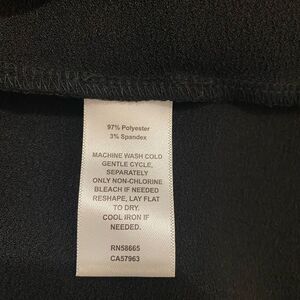 97% Polyester
3% Spandex
MACHINE WASH COLD
GENTLE CYCLE,
SEPARATELY
ONLY NON-CHLORINE
BLEACH IF NEEDED
RESHAPE, LAY FLAT
TO DRY.
COOL IRON IF
NEEDED.
RN58665
CA57963